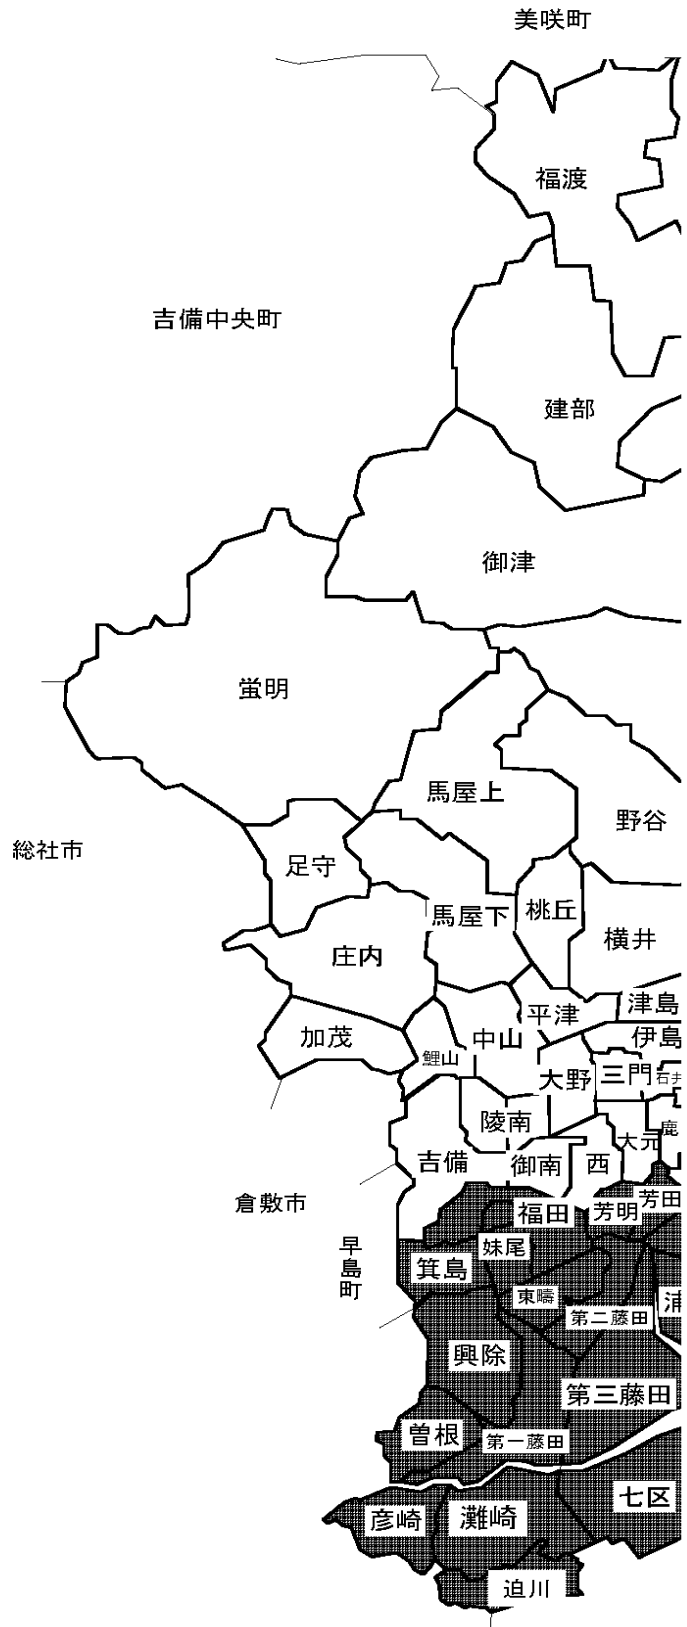 美咲町
福渡
吉備中央町
建部
御津
蛍明
馬屋上
野谷
総社市
足守
桃丘
馬屋下
横井
庄内
津島
平津
加茂
中山
伊島
鯉山
大野
三門
石井
陵南
鹿
大元
吉備
御南
西
倉敷市
芳田
福田
芳明
早島町
妹尾
箕島
東疇
浦
第二藤田
興除
第三藤田
曽根
第一藤田
七区
彦崎
灘崎
迫川